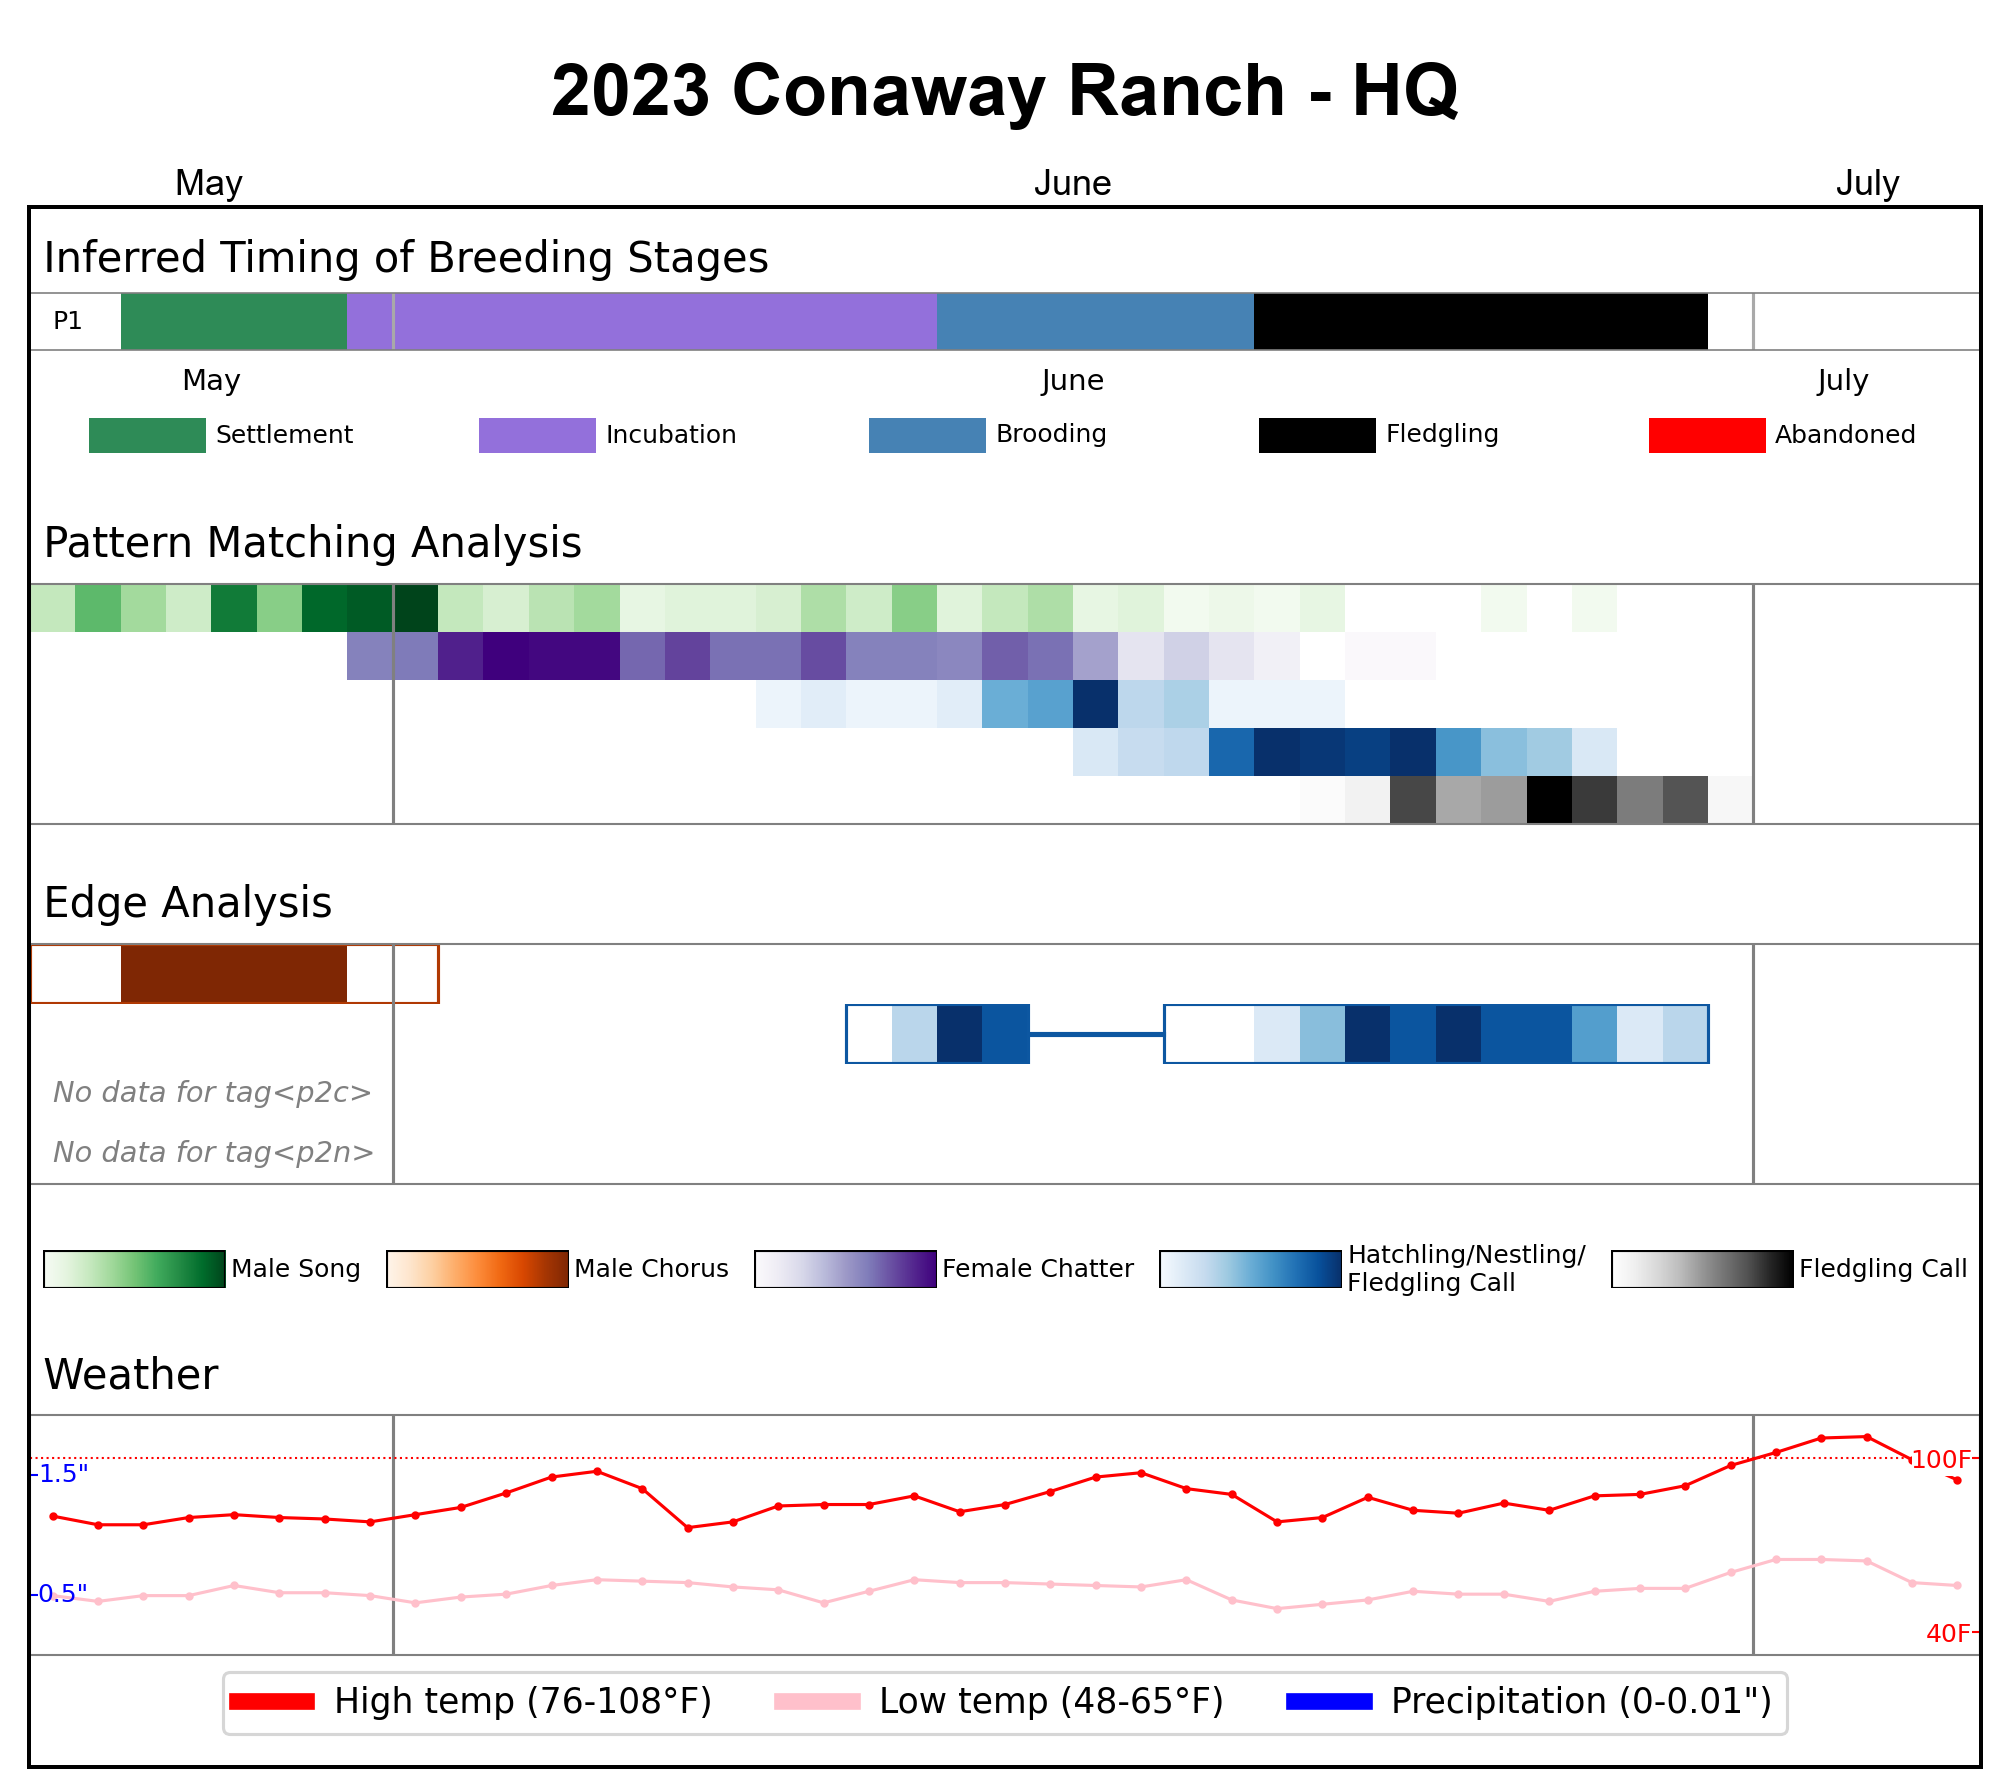 2023 Conaway Ranch - HQ
May June July
Inferred Timing of Breeding Stages
P1
May June July
Settlement Incubation Brooding Fledgling Abandoned
Pattern Matching Analysis
Edge Analysis
No data for tag<p2c>
No data for tag<p2n>
Male Song Male Chorus Female Chatter Hatchling/Nestling/
Fledgling Call Fledgling Call
Weather
1.5" 100F
0.5"
40F
High temp (76-108°F) Low temp (48-65°F) Precipitation (0-0.01")